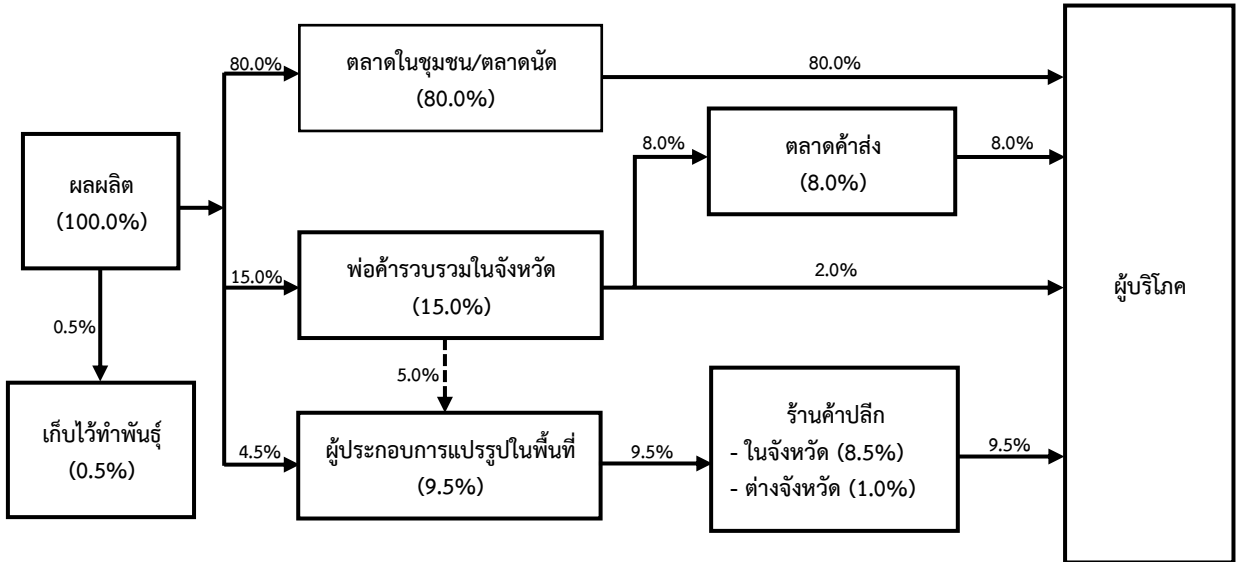 80.0%
ตลาดในชุมชน/ตลาดนัด
(80.0%)
80.0%
ผลผลิต
(100.0%)
8.0%
ตลาดค้าส่ง
(8.0%)
8.0%
15.0%
พ่อค้ารวบรวมในจังหวัด
(15.0%)
2.0%
ผู้บริโภค
0.5%
5.0%
เก็บไว้ทำพันธุ์
(0.5%)
4.5%
ผู้ประกอบการแปรรูปในพื้นที่
(9.5%)
9.5%
ร้านค้าปลีก
- ในจังหวัด (8.5%)
- ต่างจังหวัด (1.0%)
9.5%